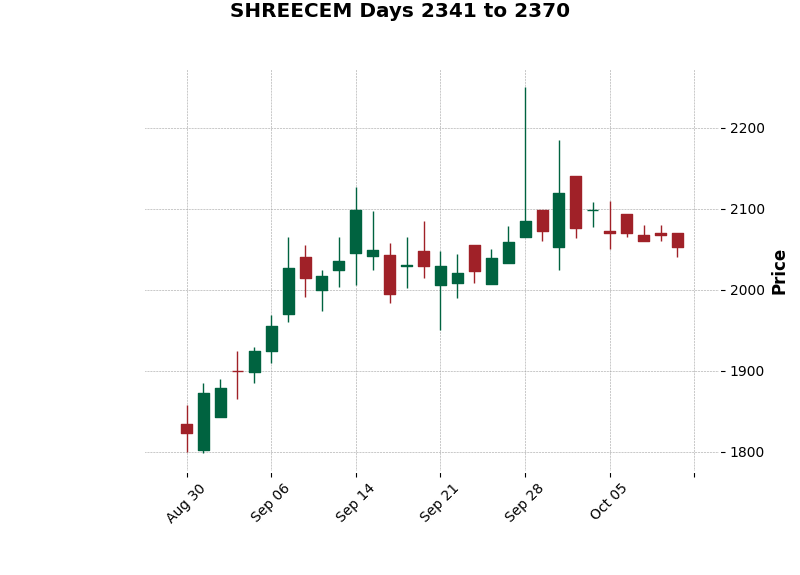 SHREECEM Days 2341 to 2370
2200
2100
2000
1900
1800
Price
Aug 30
Sep 06
Sep 14
Sep 21
Sep 28
Oct 05